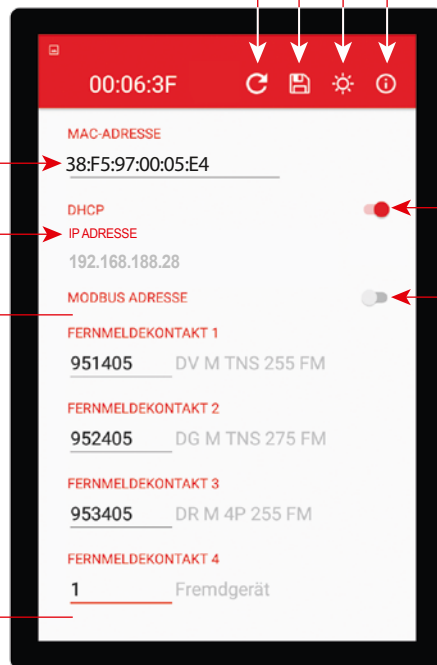 00:06:3F
MAC-ADRESSE
38:F5:97:00:05:E4
DHCP
IP ADRESSE
192.168.188.28
MODBUS ADRESSE
FERNMELDEKONTAKT 1
951405 DV M TNS 255 FM
FERNMELDEKONTAKT 2
952405 DG M TNS 275 FM
FERNMELDEKONTAKT 3
953405 DR M 4P 255 FM
FERNMELDEKONTAKT 4
1 Fremdgerät